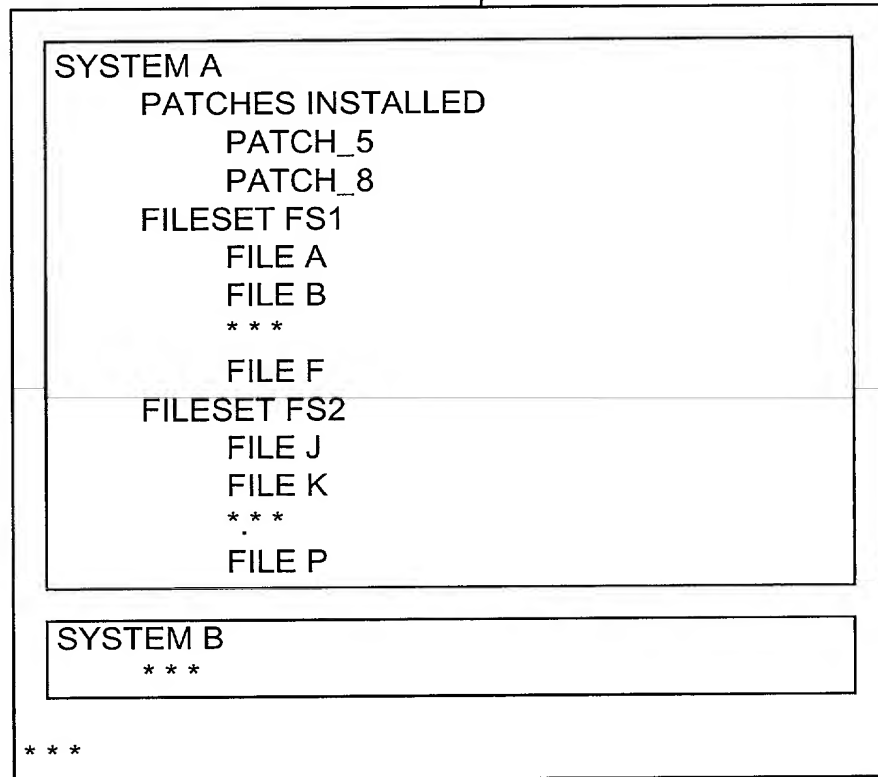 SYSTEM A
PATCHES INSTALLED
PATCH_5
PATCH_8
FILESET FS1
FILE A
FILE B
* * *
FILE F
FILESET FS2
FILE J
FILE K
* * *
FILE P
SYSTEM B
* * *
* * *